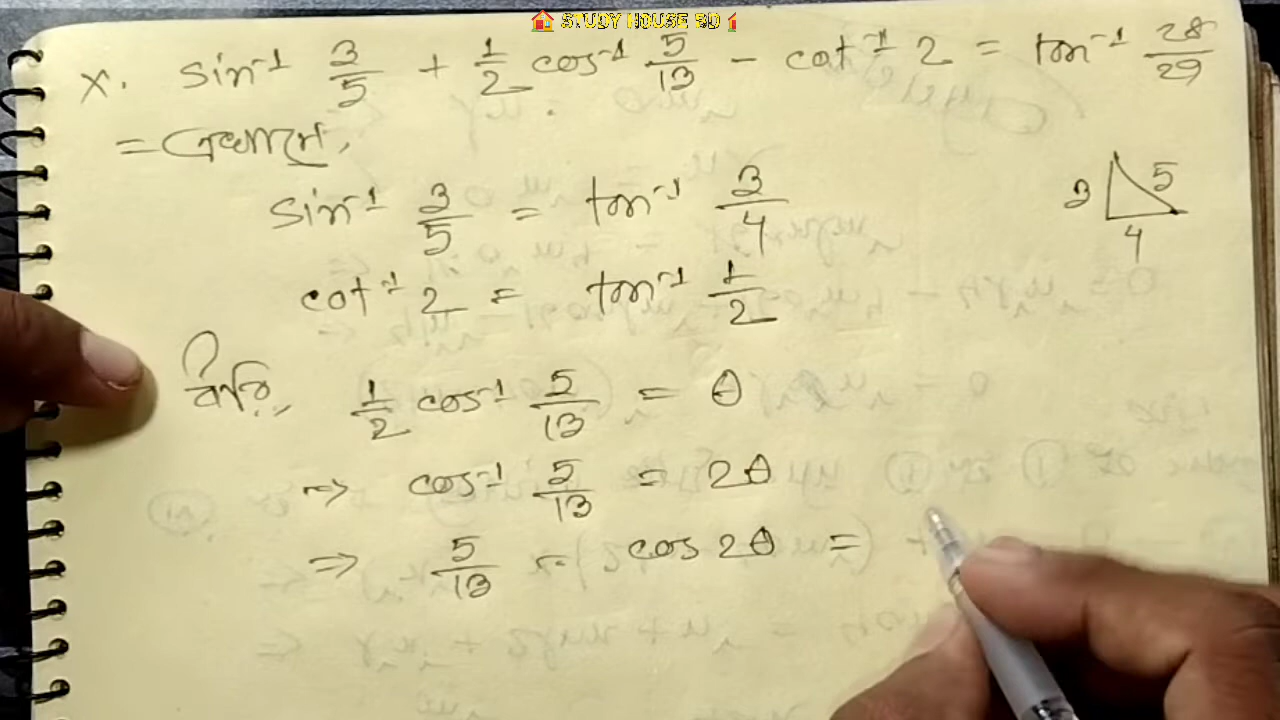 🏠 STUDY HOUSE BD
x. sin⁻¹ 3/5 + 1/2 cos⁻¹ 5/13 - cot⁻¹ 2 = tan⁻¹ 28/29
= এখানে,
sin⁻¹ 3/5 = tan⁻¹ 3/4
3 5
4
cot⁻¹ 2 = tan⁻¹ 1/2
ধরি, 1/2 cos⁻¹ 5/13 = θ
⇒ cos⁻¹ 5/13 = 2θ
⇒ 5/13 = cos 2θ =